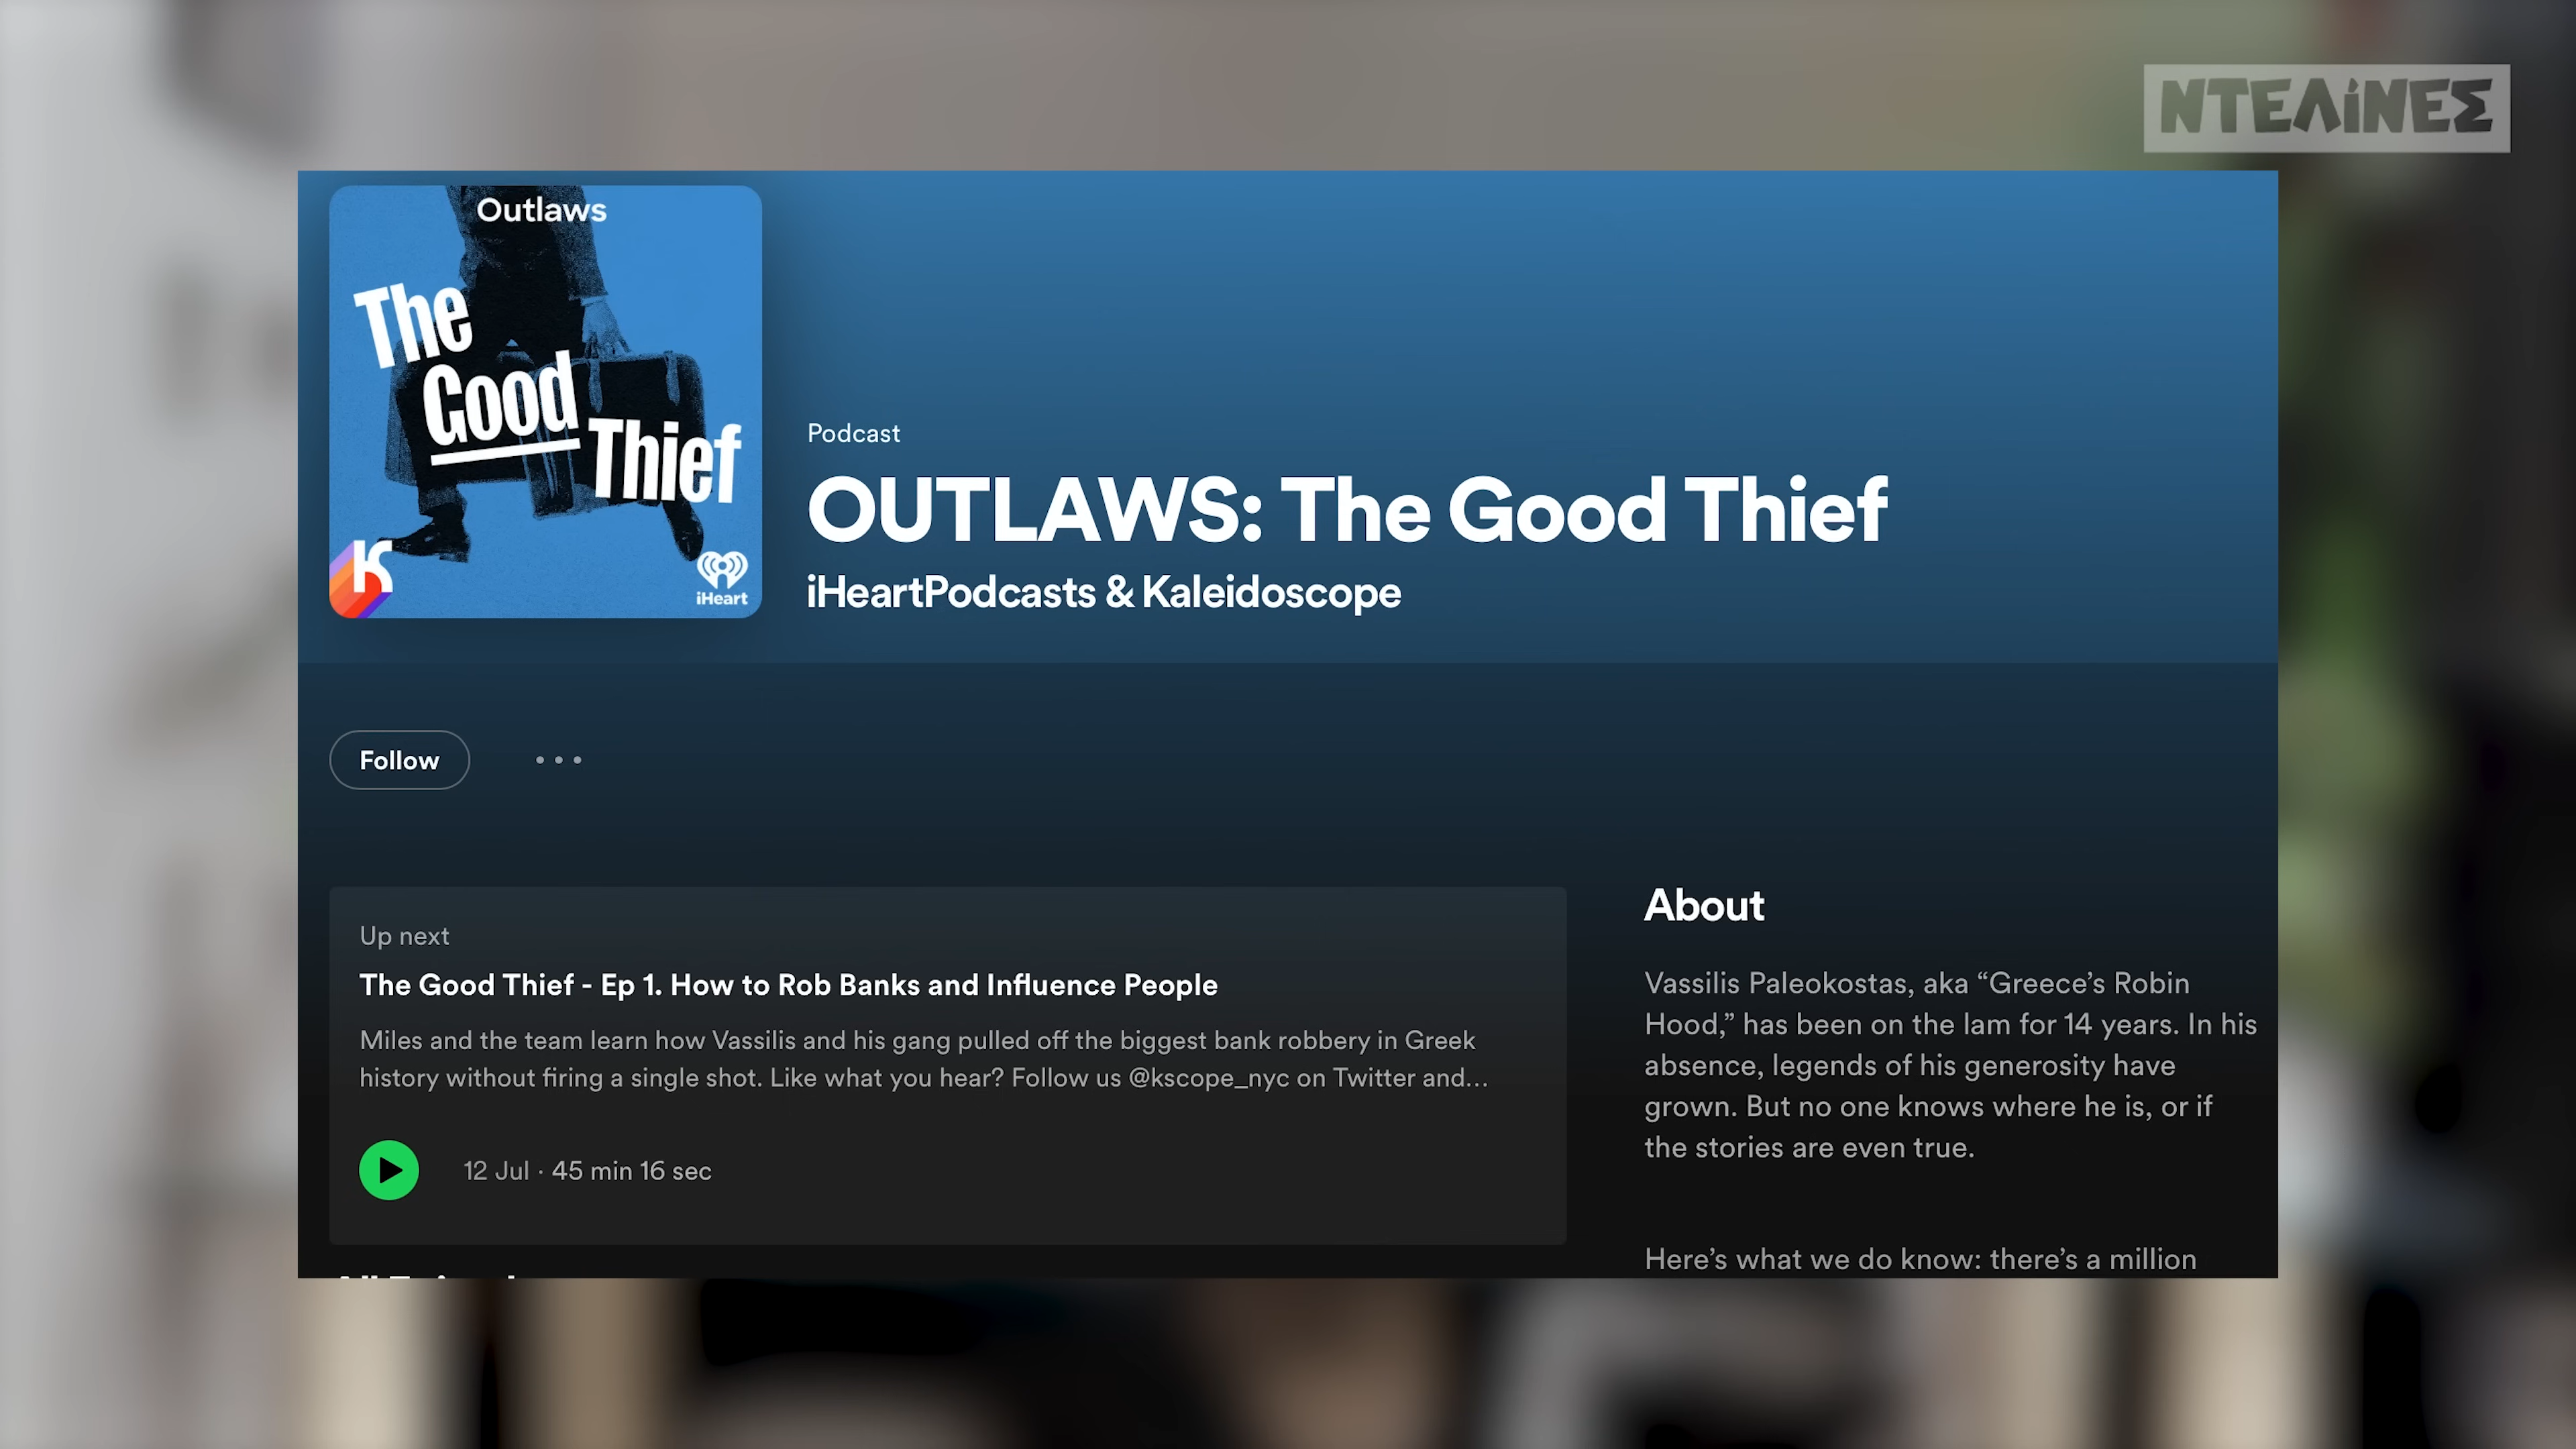 ΝΤΕΛίΝΕΣ
Outlaws
The
Good
Thief
K
iHeart
Podcast
OUTLAWS: The Good Thief
iHeartPodcasts & Kaleidoscope
Follow
Up next
The Good Thief - Ep 1. How to Rob Banks and Influence People
Miles and the team learn how Vassilis and his gang pulled off the biggest bank robbery in Greek
history without firing a single shot. Like what you hear? Follow us @kscope_nyc on Twitter and...
12 Jul · 45 min 16 sec
About
Vassilis Paleokostas, aka “Greece’s Robin
Hood,” has been on the lam for 14 years. In his
absence, legends of his generosity have
grown. But no one knows where he is, or if
the stories are even true.
Here’s what we do know: there’s a million